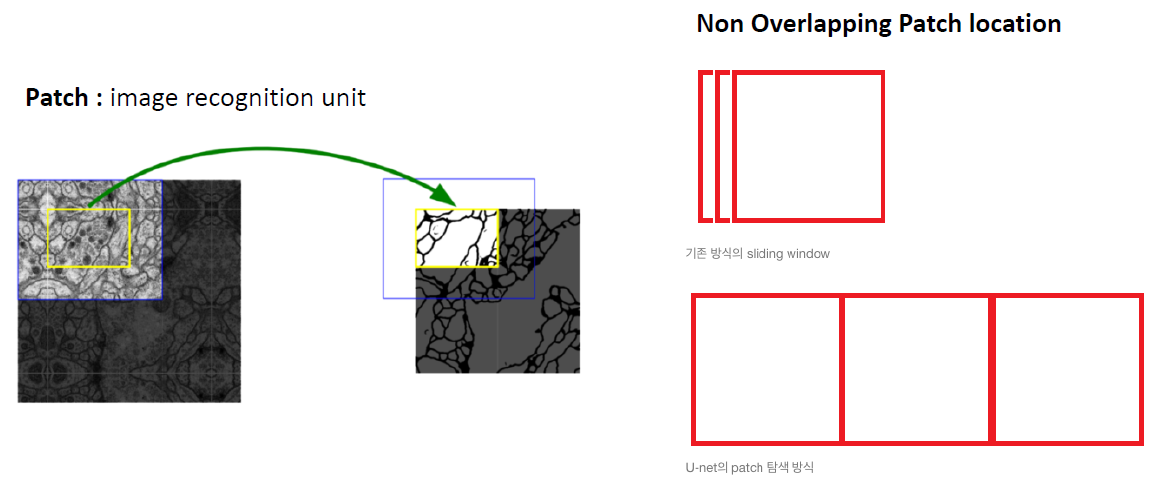 Patch : image recognition unit
Non Overlapping Patch location
기존 방식의 sliding window
U-net의 patch 탐색 방식